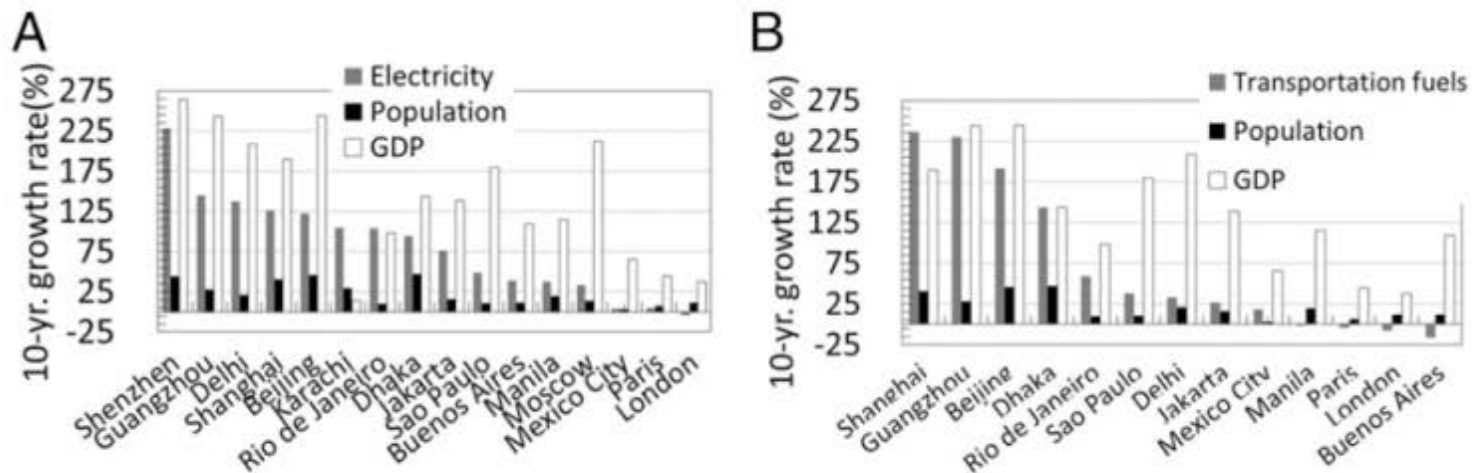 A
10-yr. growth rate(%)
275
225
175
125
75
25
-25
Electricity
Population
GDP
Shenzhen
Guangzhou
Delhi
Shanghai
Beijing
Karachi
Rio de Janeiro
Dhaka
Jakarta
Sao Paulo
Buenos Aires
Manila
Moscow
Mexico City
Paris
London
B
10-yr. growth rate (%)
275
225
175
125
75
25
-25
Transportation fuels
Population
GDP
Shanghai
Guangzhou
Beijing
Dhaka
Rio de Janeiro
Sao Paulo
Delhi
Jakarta
Mexico City
Manila
Paris
London
Buenos Aires